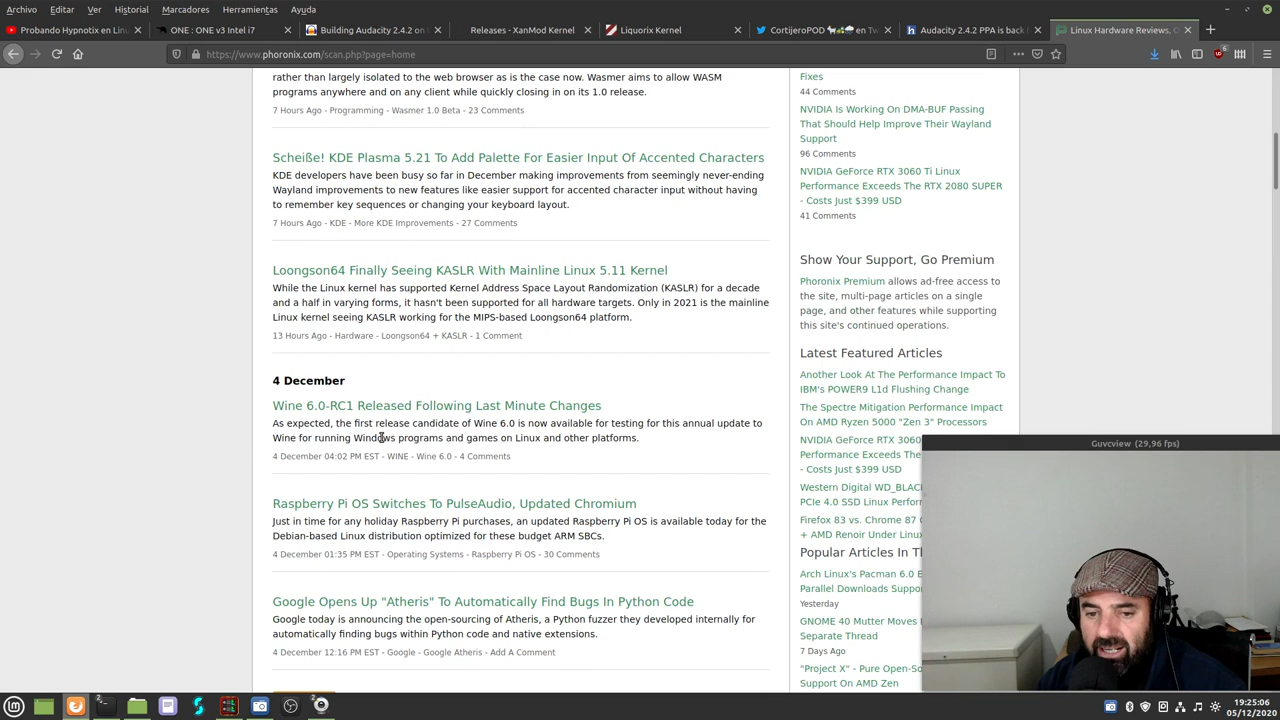 Archivo Editar Ver Historial Marcadores Herramientas Ayuda
Probando Hypnotix en Linu
ONE : ONE v3 Intel i7
Building Audacity 2.4.2 on
Releases - XanMod Kernel
Liquorix Kernel
CortijeroPOD
en Tw
Audacity 2.4.2 PPA is back
Linux Hardware Reviews, O
https://www.phoronix.com/scan.php?page=home
rather than largely isolated to the web browser as is the case now. Wasmer aims to allow WASM
programs anywhere and on any client while quickly closing in on its 1.0 release.
7 Hours Ago - Programming - Wasmer 1.0 Beta - 23 Comments
Scheiße! KDE Plasma 5.21 To Add Palette For Easier Input Of Accented Characters
KDE developers have been busy so far in December making improvements from seemingly never-ending
Wayland improvements to new features like easier support for accented character input without having
to remember key sequences or changing your keyboard layout.
7 Hours Ago - KDE - More KDE Improvements - 27 Comments
Loongson64 Finally Seeing KASLR With Mainline Linux 5.11 Kernel
While the Linux kernel has supported Kernel Address Space Layout Randomization (KASLR) for a decade
and a half in varying forms, it hasn't been supported for all hardware targets. Only in 2021 is the mainline
Linux kernel seeing KASLR working for the MIPS-based Loongson64 platform.
13 Hours Ago - Hardware - Loongson64 + KASLR - 1 Comment
4 December
Wine 6.0-RC1 Released Following Last Minute Changes
As expected, the first release candidate of Wine 6.0 is now available for testing for this annual update to
Wine for running Windows programs and games on Linux and other platforms.
4 December 04:02 PM EST - WINE - Wine 6.0 - 4 Comments
Raspberry Pi OS Switches To PulseAudio, Updated Chromium
Just in time for any holiday Raspberry Pi purchases, an updated Raspberry Pi OS is available today for the
Debian-based Linux distribution optimized for these budget ARM SBCs.
4 December 01:35 PM EST - Operating Systems - Raspberry Pi OS - 30 Comments
Google Opens Up "Atheris" To Automatically Find Bugs In Python Code
Google today is announcing the open-sourcing of Atheris, a Python fuzzer they developed internally for
automatically finding bugs within Python code and native extensions.
4 December 12:16 PM EST - Google - Google Atheris - Add A Comment
Fixes
44 Comments
NVIDIA Is Working On DMA-BUF Passing
That Should Help Improve Their Wayland
Support
96 Comments
NVIDIA GeForce RTX 3060 Ti Linux
Performance Exceeds The RTX 2080 SUPER
- Costs Just $399 USD
41 Comments
Show Your Support, Go Premium
Phoronix Premium allows ad-free access to
the site, multi-page articles on a single
page, and other features while supporting
this site's continued operations.
Latest Featured Articles
Another Look At The Performance Impact To
IBM's POWER9 L1d Flushing Change
The Spectre Mitigation Performance Impact
On AMD Ryzen 5000 "Zen 3" Processors
NVIDIA GeForce RTX 3060
Performance Exceeds The
- Costs Just $399 USD
Western Digital WD_BLAC
PCIe 4.0 SSD Linux Perfor
Firefox 83 vs. Chrome 87
+ AMD Renoir Under Linux
Popular Articles In Th
Arch Linux's Pacman 6.0 B
Parallel Downloads Suppo
Yesterday
GNOME 40 Mutter Moves
Separate Thread
7 Days Ago
"Project X" - Pure Open-So
Support On AMD Zen
Guvcview (29,96 fps)
19:25:06
05/12/2020